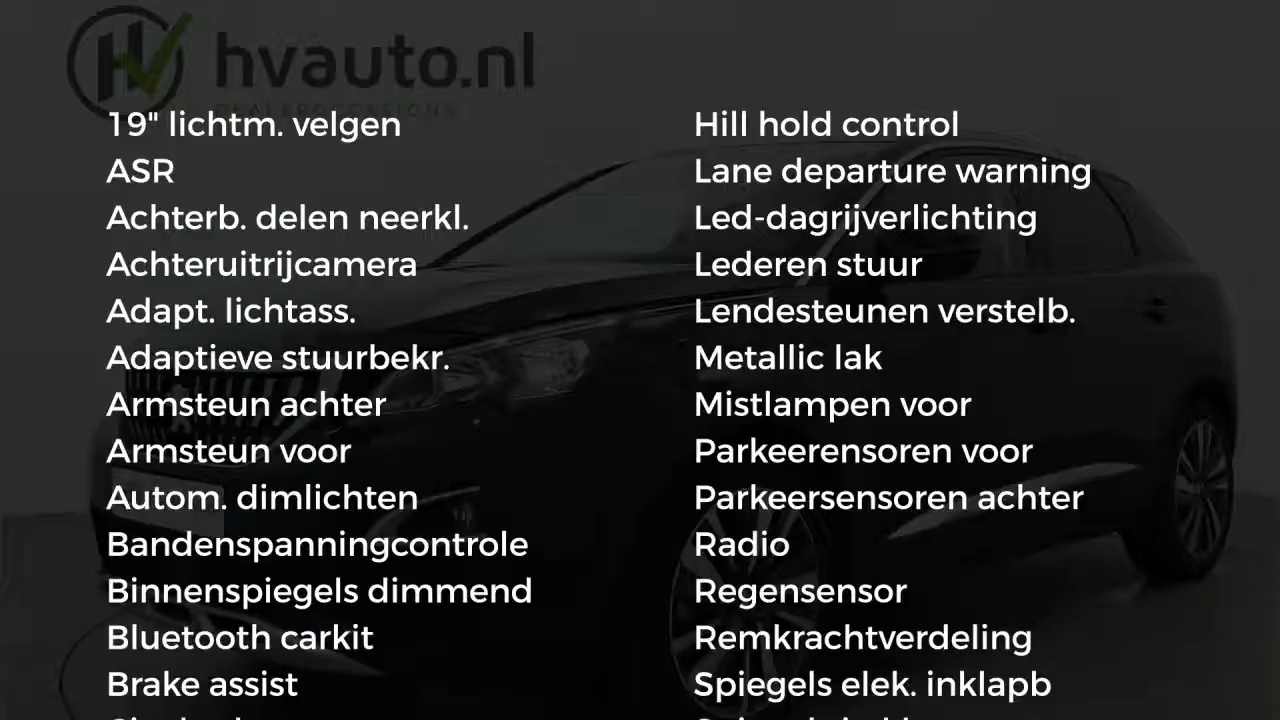 hvauto.nl
19" lichtm. velgen
ASR
Achterb. delen neerkl.
Achteruitrijcamera
Adapt. lichtass.
Adaptieve stuurbekr.
Armsteun achter
Armsteun voor
Autom. dimlichten
Bandenspanningcontrole
Binnenspiegels dimmend
Bluetooth carkit
Brake assist
Hill hold control
Lane departure warning
Led-dagrijverlichting
Lederen stuur
Lendesteunen verstelb.
Metallic lak
Mistlampen voor
Parkeerensoren voor
Parkeersensoren achter
Radio
Regensensor
Remkrachtverdeling
Spiegels elek. inklapb